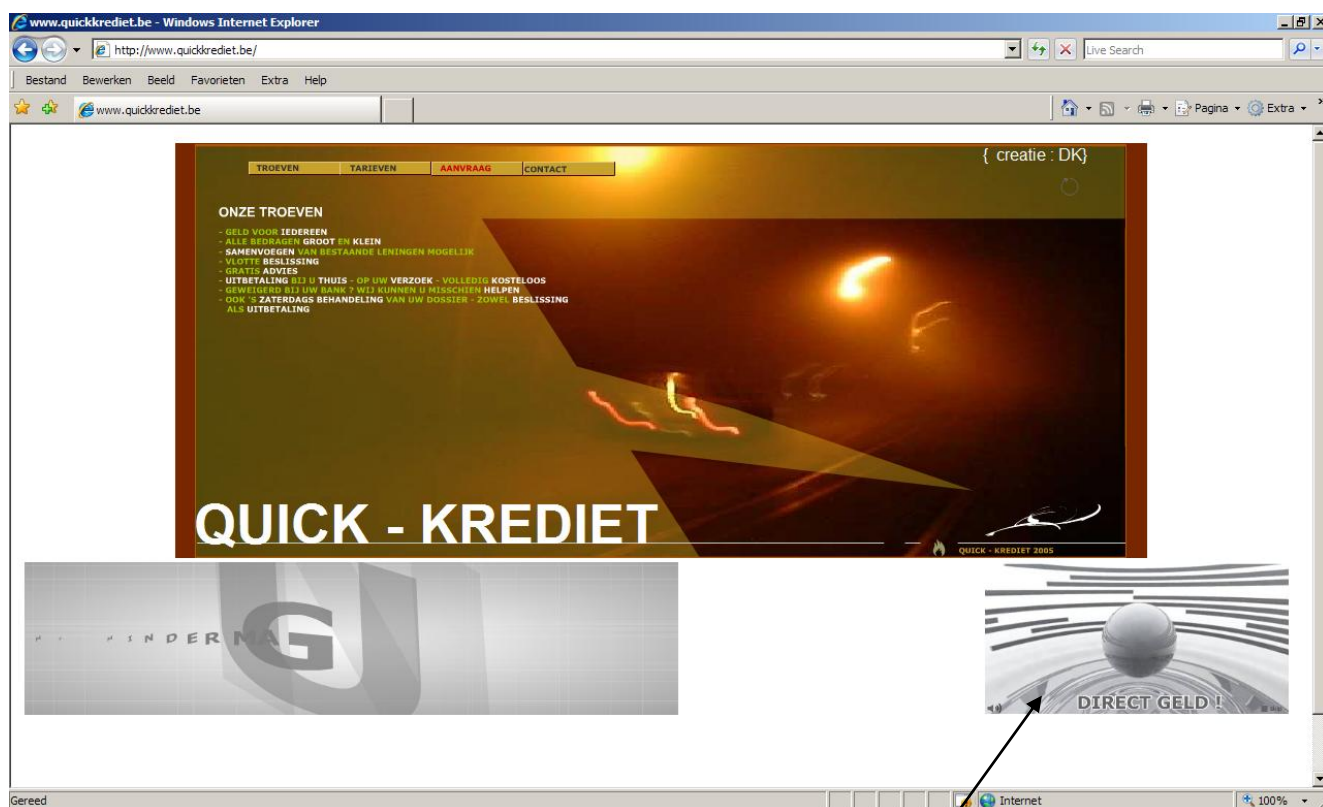 www.quickkrediet.be - Windows Internet Explorer
http://www.quickkrediet.be/
Live Search
Bestand Bewerken Beeld Favorieten Extra Help
www.quickkrediet.be
Pagina Extra
{ creatie : DK}
TROEVEN TARIEVEN AANVRAAG CONTACT
ONZE TROEVEN
- GELD VOOR IEDEREEN
- ALLE BEDRAGEN GROOT EN KLEIN
- SAMENVOEGEN VAN BESTAANDE LENINGEN MOGELIJK
- VLOTTE BESLISSING
- GRATIS ADVIES
- UITBETALING BIJ U THUIS - OP UW VERZOEK - VOLLEDIG KOSTELOOS
- GEWEIGERD BIJ UW BANK ? WIJ KUNNEN U MISSCHIEN HELPEN
- OOK 'S ZATERDAGS BEHANDELING VAN UW DOSSIER - ZOWEL BESLISSING
ALS UITBETALING
QUICK - KREDIET
QUICK - KREDIET 2005
MINDER MA
G
DIRECT GELD !
Gereed
Internet
100%